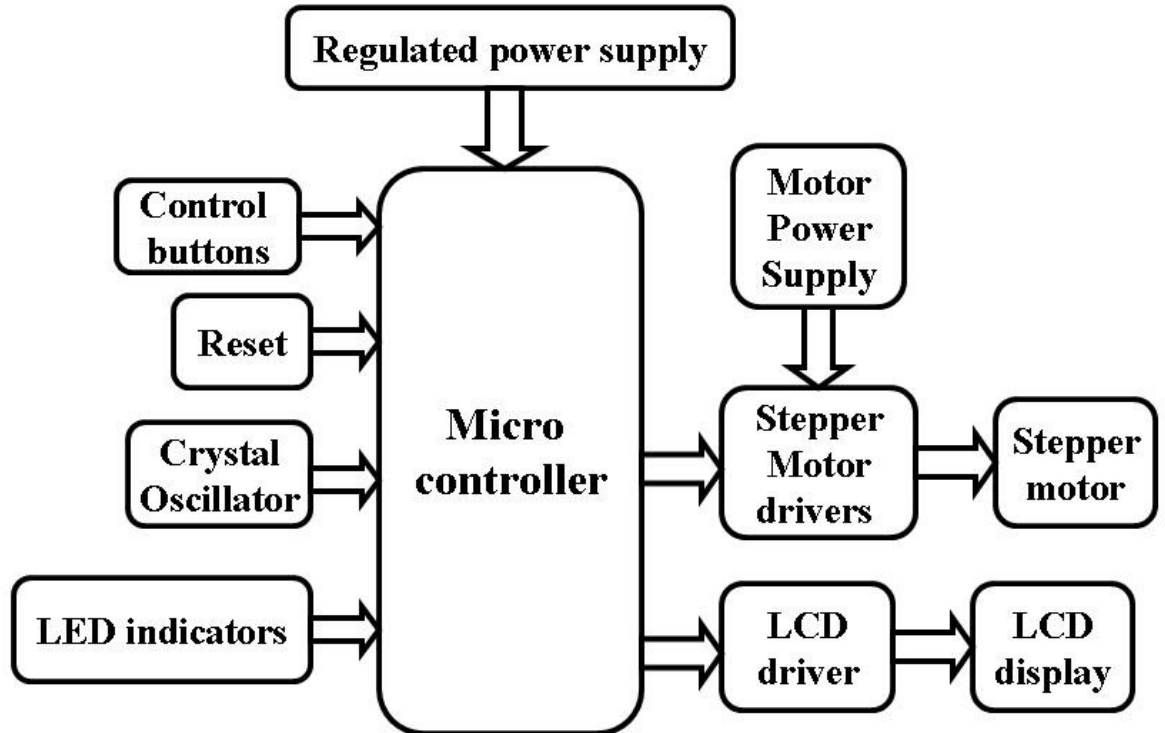 Regulated power supply
Control
buttons
Motor
Power
Supply
Reset
Micro
controller
Crystal
Oscillator
Stepper
Motor
drivers
Stepper
motor
LED indicators
LCD
driver
LCD
display